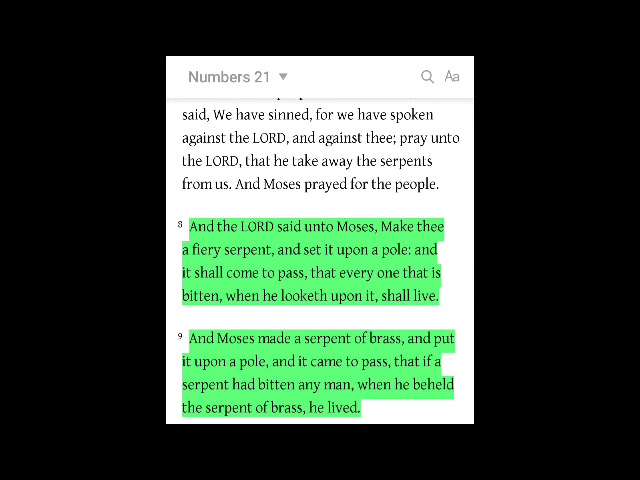 Numbers 21
Aa
said, We have sinned, for we have spoken
against the LORD, and against thee; pray unto
the LORD, that he take away the serpents
from us. And Moses prayed for the people.
8 And the LORD said unto Moses, Make thee
a fiery serpent, and set it upon a pole: and
it shall come to pass, that every one that is
bitten, when he looketh upon it, shall live.
9 And Moses made a serpent of brass, and put
it upon a pole, and it came to pass, that if a
serpent had bitten any man, when he beheld
the serpent of brass, he lived.